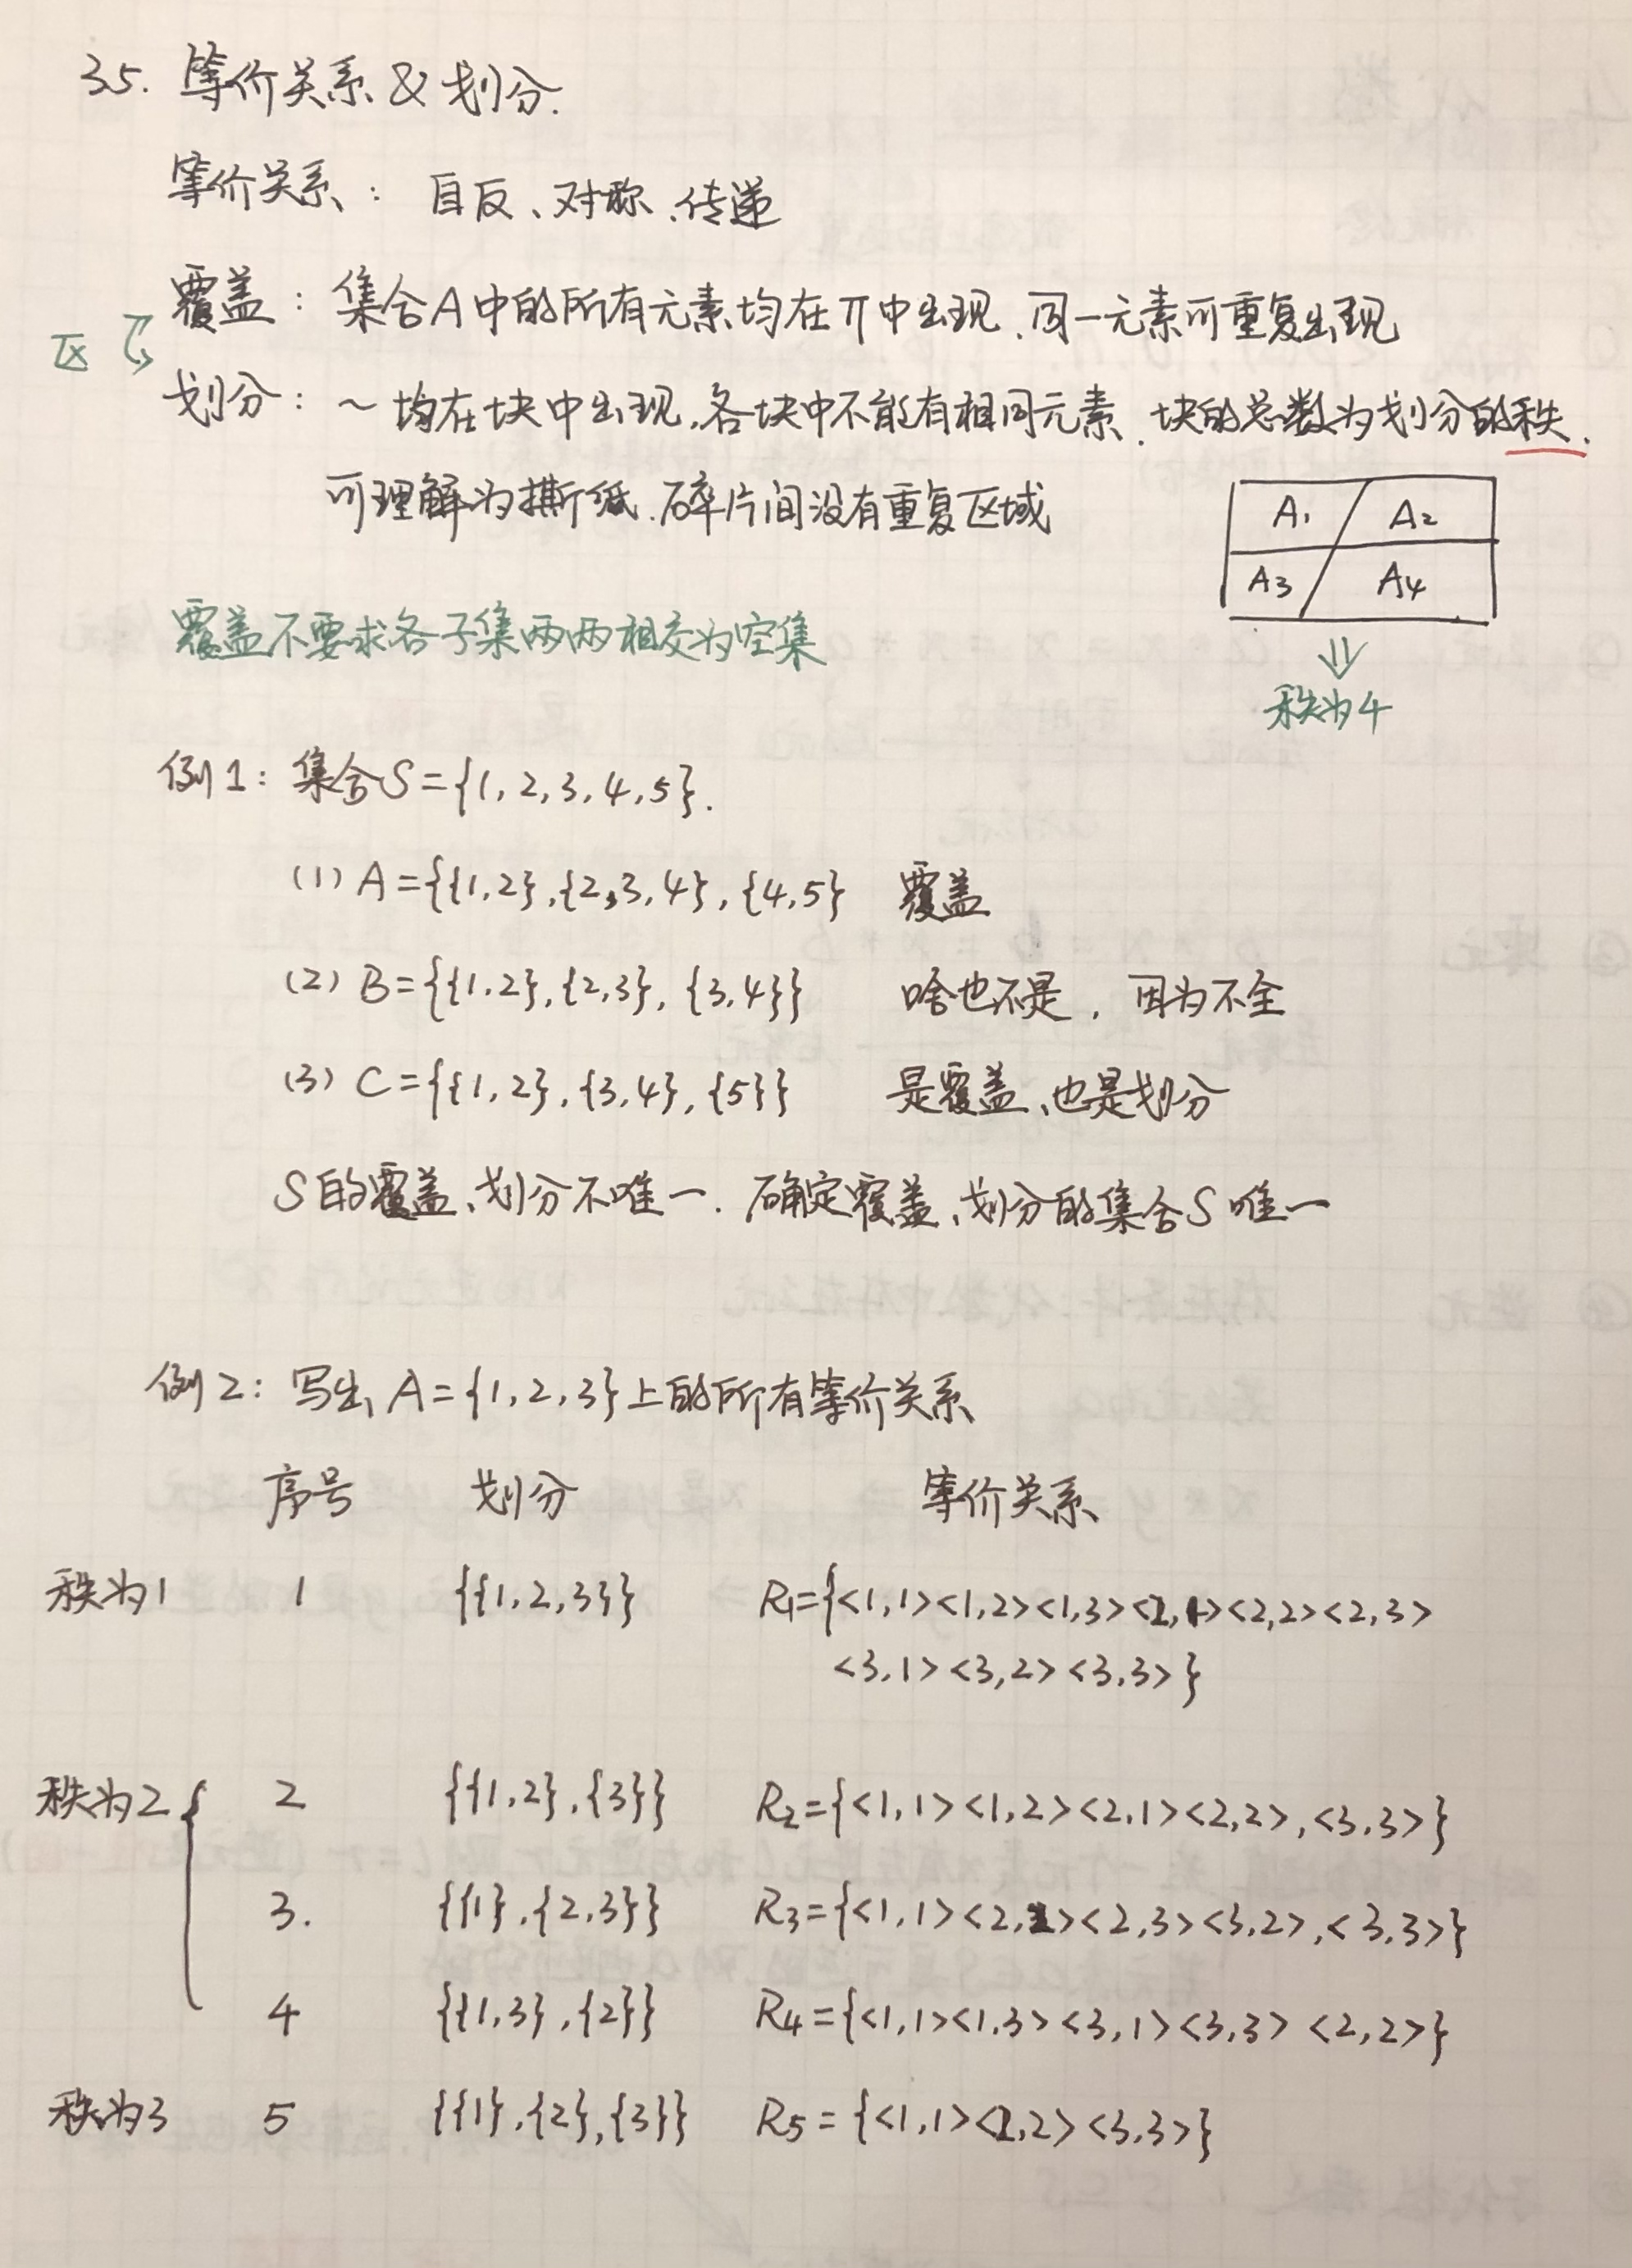 35. 等价关系 & 划分.
等价关系: 自反、对称、传递
覆盖: 集合A中的所有元素均在π中出现、同一元素可重复出现
区
划分: ～均在块中出现,各块中不能有相同元素、块的总数为划分的秩.
可理解为撕纸、碎片间没有重复区域
A₁ A₂
A₃ A₄
⇓
秩为4
覆盖不要求各子集两两相交为空集
例1: 集合S={1,2,3,4,5}.
(1) A={{1,2},{2,3,4},{4,5} 覆盖
(2) B={{1,2},{2,3},{3,4}} 啥也不是, 因为不全
(3) C={{1,2},{3,4},{5}} 是覆盖、也是划分
S的覆盖、划分不唯一. 确定覆盖、划分的集合S唯一
例2: 写出A={1,2,3}上的所有等价关系
序号 划分 等价关系
秩为1 1 {{1,2,3}} R₁={<1,1><1,2><1,3><2,1><2,2><2,3>
<3,1><3,2><3,3>}
秩为2 { 2 {{1,2},{3}} R₂={<1,1><1,2><2,1><2,2>,<3,3>}
3. {{1},{2,3}} R₃={<1,1><2,2><2,3><3,2>,<3,3>}
4 {{1,3},{2}} R₄={<1,1><1,3><3,1><3,3> <2,2>}
秩为3 5 {{1},{2},{3}} R₅={<1,1><2,2><3,3>}